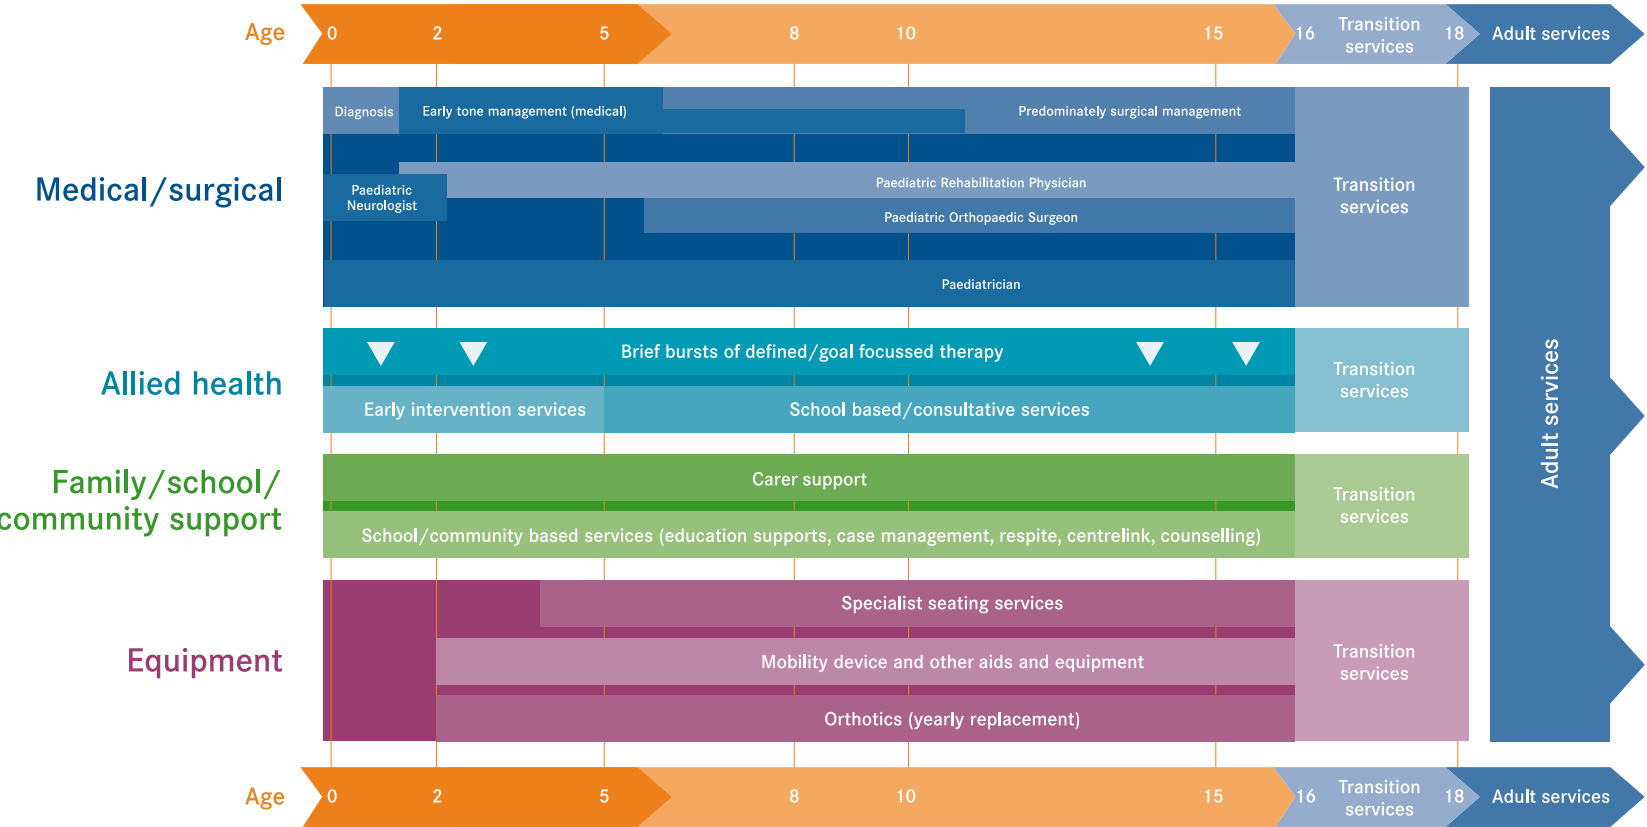 Age
0
2
5
8
10
15
16
Transition
services
18
Adult services
Medical/surgical
Diagnosis
Early tone management (medical)
Predominately surgical management
Paediatric
Neurologist
Paediatric Rehabilitation Physician
Paediatric Orthopaedic Surgeon
Paediatrician
Transition
services
Allied health
Brief bursts of defined/goal focussed therapy
Early intervention services
School based/consultative services
Transition
services
Family/school/
community support
Carer support
School/community based services (education supports, case management, respite, centrelink, counselling)
Transition
services
Equipment
Specialist seating services
Mobility device and other aids and equipment
Orthotics (yearly replacement)
Transition
services
Adult services
Age
0
2
5
8
10
15
16
Transition
services
18
Adult services